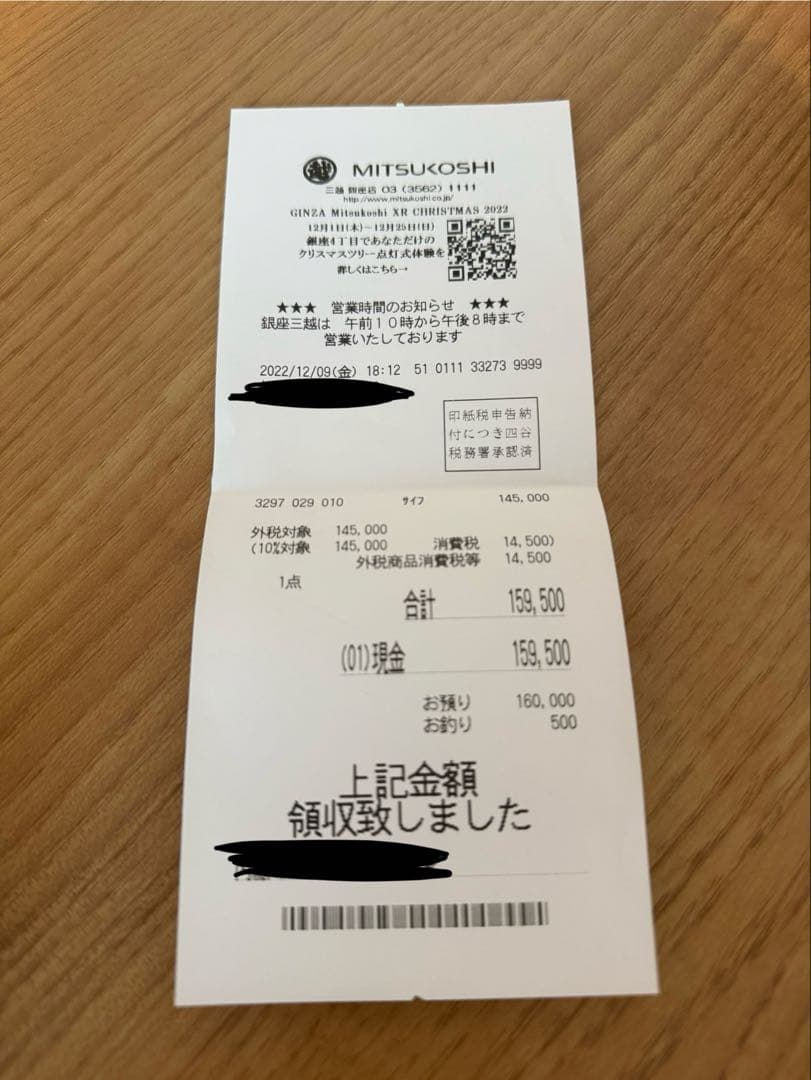 越 MITSUKOSHI
三越 銀座店 03 (3562) 1111
http://www.mitsukoshi.co.jp/
GINZA Mitsukoshi XR CHRISTMAS 2022
12月1日(木)～12月25日(日)
銀座4丁目であなただけの
クリスマスツリー点灯式体験を
詳しくはこちら→
★★★ 営業時間のお知らせ ★★★
銀座三越は 午前10時から午後8時まで
営業いたしております
2022/12/09(金) 18:12 51 0111 33273 9999
印紙税申告納
付につき四谷
税務署承認済
3297 029 010 サイフ 145,000
外税対象 145,000
(10%対象 145,000 消費税 14,500)
外税商品消費税等 14,500
1点
合計 159,500
(01)現金 159,500
お預り 160,000
お釣り 500
上記金額
領収致しました